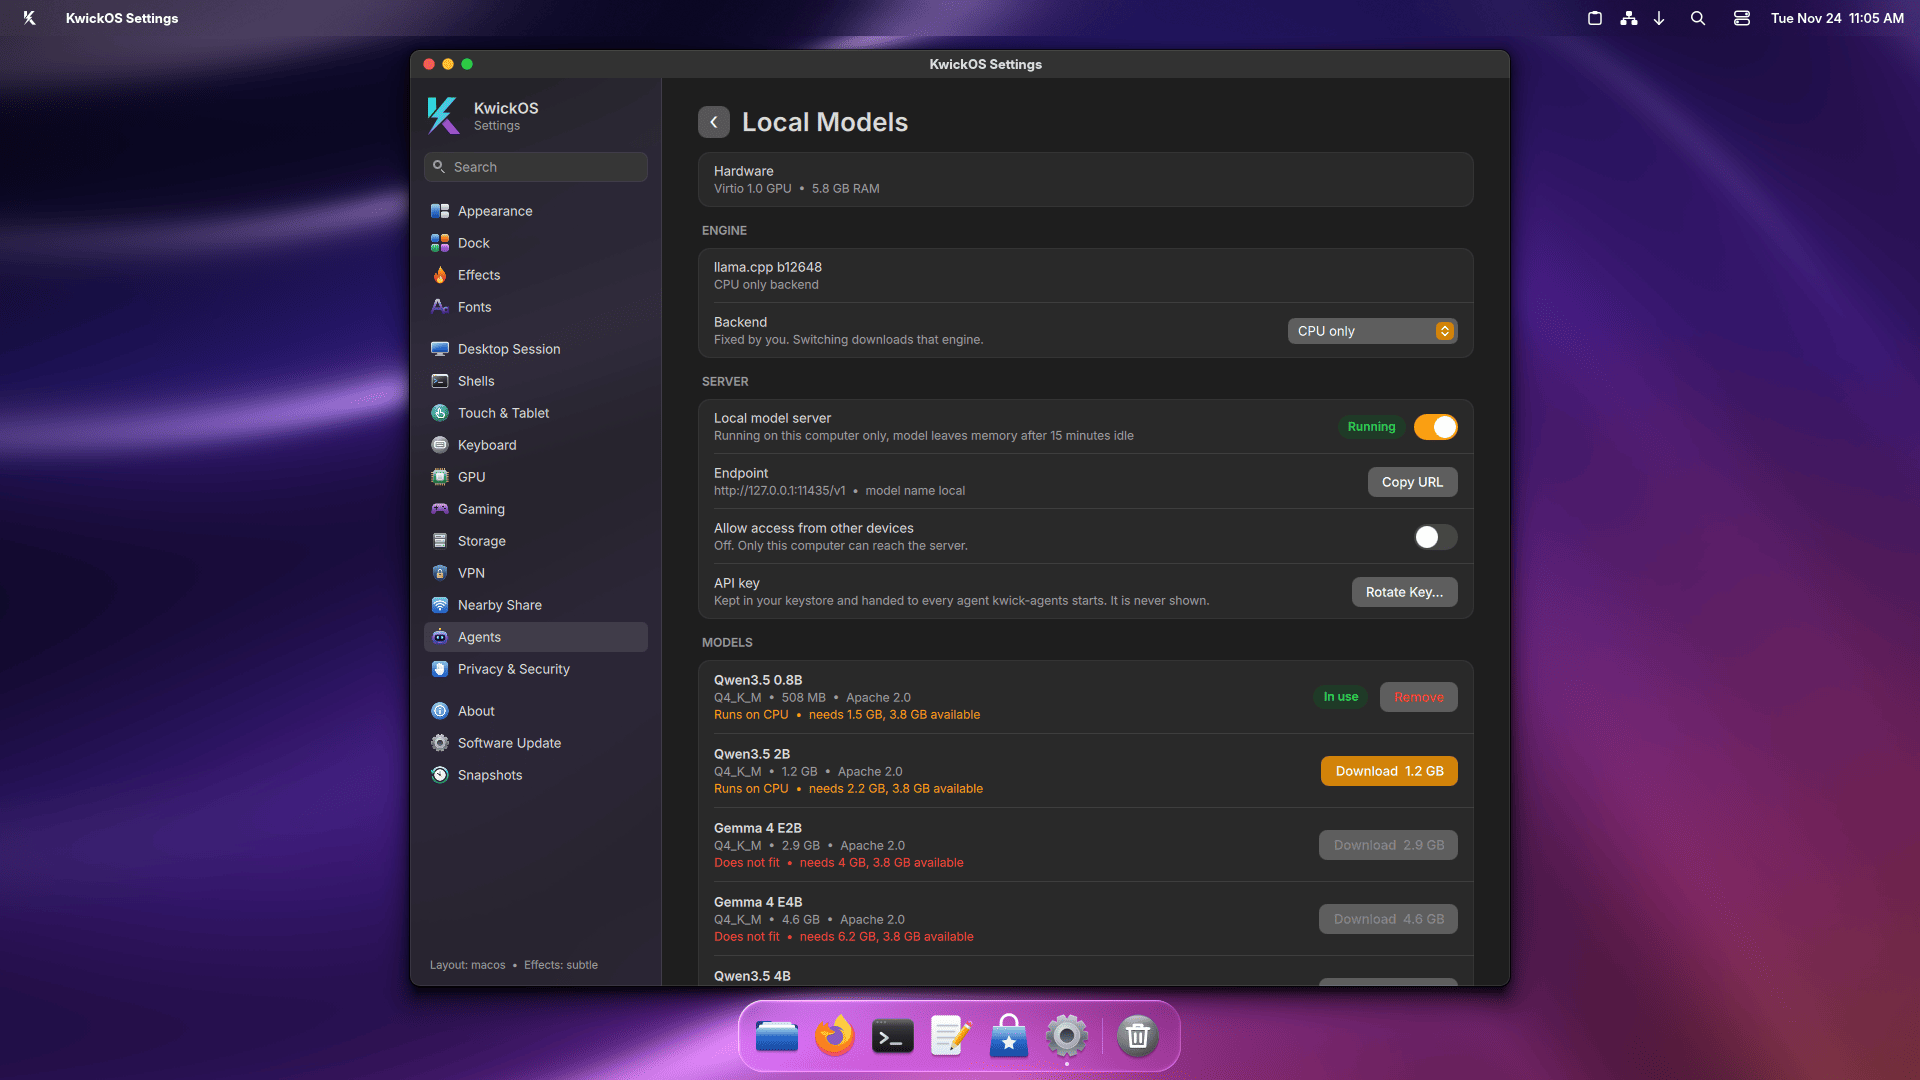 KwickOS Settings
Tue Nov 24 11:05 AM
KwickOS Settings
KwickOS
Settings
Search
Appearance
Dock
Effects
Fonts
Desktop Session
Shells
Touch & Tablet
Keyboard
GPU
Gaming
Storage
VPN
Nearby Share
Agents
Privacy & Security
About
Software Update
Snapshots
Layout: macos • Effects: subtle
Local Models
Hardware
Virtio 1.0 GPU • 5.8 GB RAM
ENGINE
llama.cpp b12648
CPU only backend
Backend
Fixed by you. Switching downloads that engine.
CPU only
SERVER
Local model server
Running on this computer only, model leaves memory after 15 minutes idle
Running
Endpoint
http://127.0.0.1:11435/v1 • model name local
Copy URL
Allow access from other devices
Off. Only this computer can reach the server.
API key
Kept in your keystore and handed to every agent kwick-agents starts. It is never shown.
Rotate Key...
MODELS
Qwen3.5 0.8B
Q4_K_M • 508 MB • Apache 2.0
Runs on CPU • needs 1.5 GB, 3.8 GB available
In use
Remove
Qwen3.5 2B
Q4_K_M • 1.2 GB • Apache 2.0
Runs on CPU • needs 2.2 GB, 3.8 GB available
Download 1.2 GB
Gemma 4 E2B
Q4_K_M • 2.9 GB • Apache 2.0
Does not fit • needs 4 GB, 3.8 GB available
Download 2.9 GB
Gemma 4 E4B
Q4_K_M • 4.6 GB • Apache 2.0
Does not fit • needs 6.2 GB, 3.8 GB available
Download 4.6 GB
Qwen3.5 4B